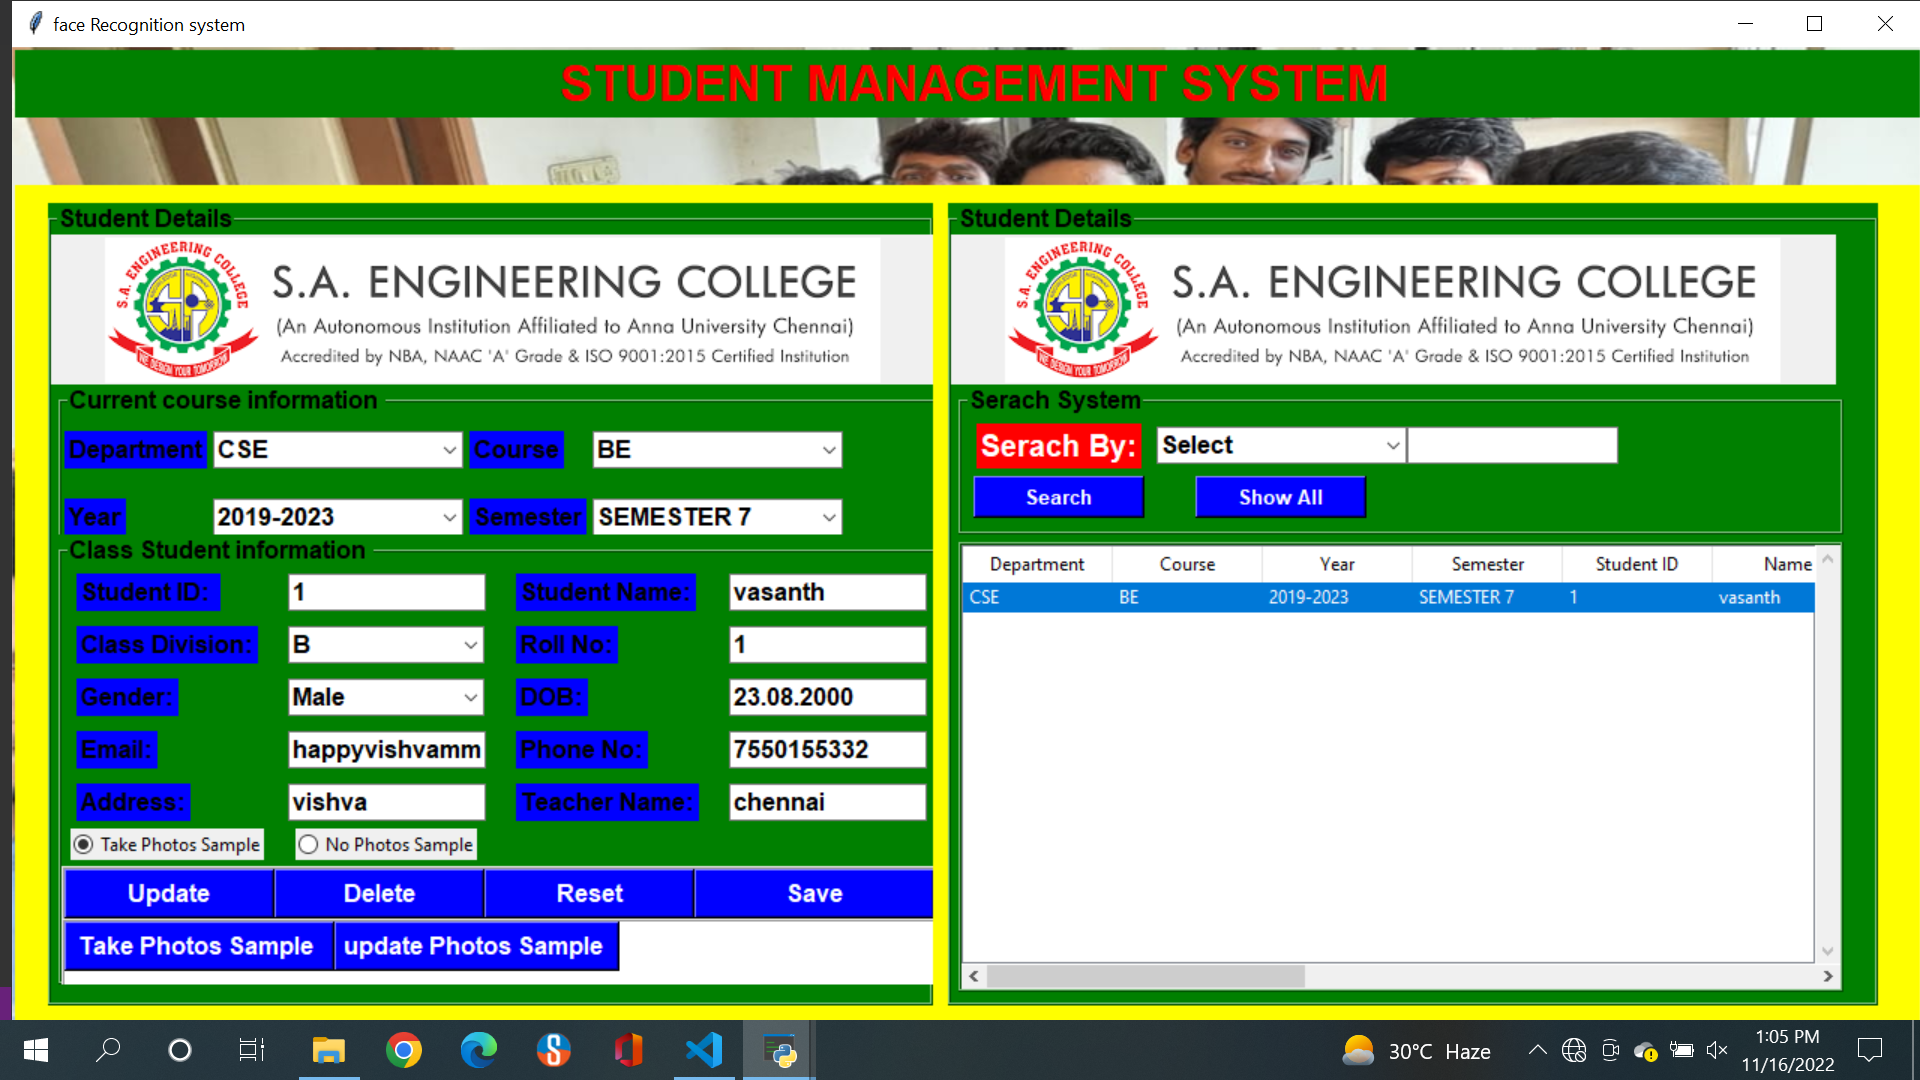 face Recognition system
STUDENT MANAGEMENT SYSTEM
Student Details
S.A. ENGINEERING COLLEGE
WE DESIGN YOUR TOMORROW
S.A. ENGINEERING COLLEGE
(An Autonomous Institution Affiliated to Anna University Chennai)
Accredited by NBA, NAAC 'A' Grade & ISO 9001:2015 Certified Institution
Current course information
Department CSE Course BE
Year 2019-2023 Semester SEMESTER 7
Class Student information
Student ID: 1 Student Name: vasanth
Class Division: B Roll No: 1
Gender: Male DOB: 23.08.2000
Email: happyvishvamm Phone No: 7550155332
Address: vishva Teacher Name: chennai
Take Photos Sample No Photos Sample
Update Delete Reset Save
Take Photos Sample update Photos Sample
Student Details
S.A. ENGINEERING COLLEGE
WE DESIGN YOUR TOMORROW
S.A. ENGINEERING COLLEGE
(An Autonomous Institution Affiliated to Anna University Chennai)
Accredited by NBA, NAAC 'A' Grade & ISO 9001:2015 Certified Institution
Serach System
Serach By: Select
Search Show All
Department Course Year Semester Student ID Name
CSE BE 2019-2023 SEMESTER 7 1 vasanth
30°C Haze
1:05 PM
11/16/2022